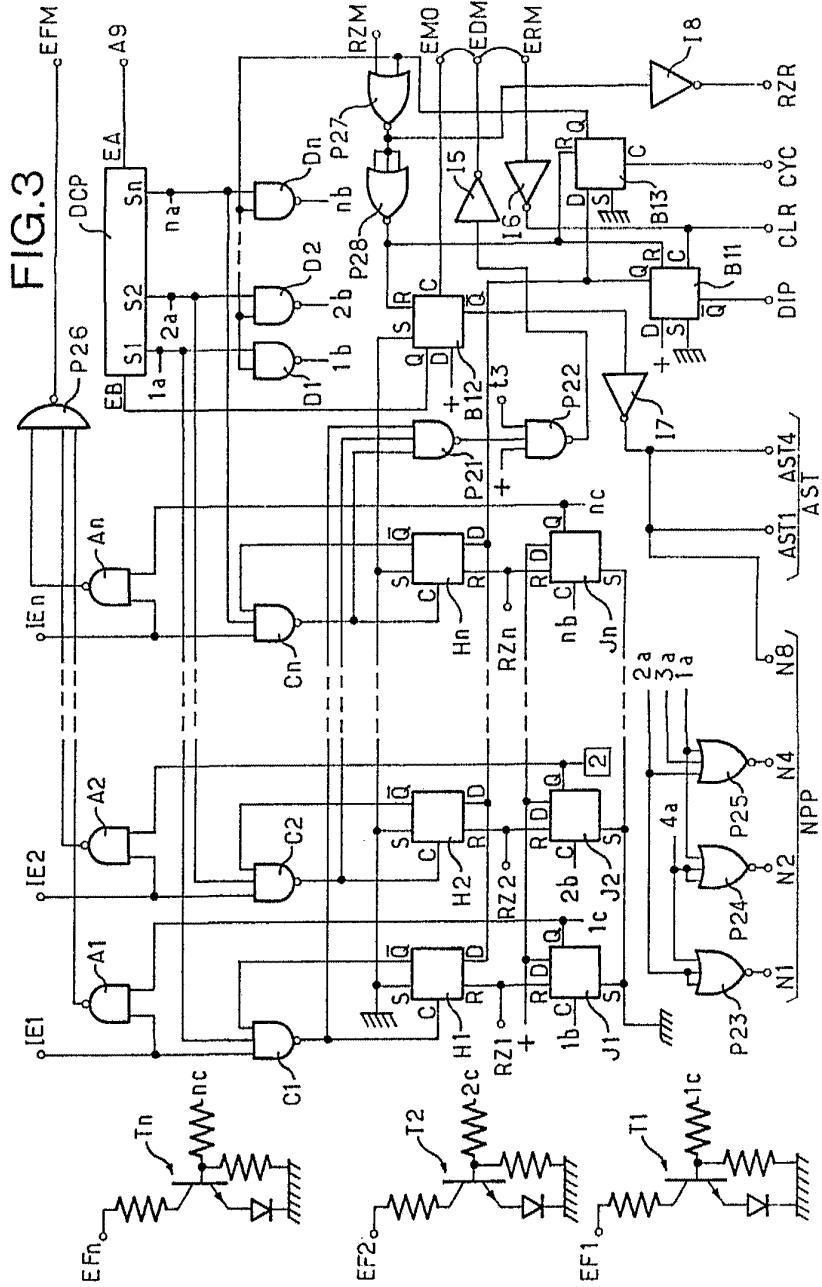 FIG.3
EFM
A9
EA
DCP
EB
S1
S2
Sn
1a
2a
na
P26
IE1
IE2
IEn
A1
A2
An
D1
D2
Dn
1b
2b
nb
RZM
P27
P28
EMO
EDM
ERM
I5
I6
I8
RZR
C1
C2
Cn
P21
P22
t3
+
S
R
Q
D
C
Q̅
B12
+
S
Q̅
C
R
D
H1
S
Q̅
C
R
D
H2
S
Q̅
C
R
D
Hn
RZ1
RZ2
RZn
+
R
D
Q
C
S
1b
1c
J1
R
D
Q
C
S
2b
2
J2
R
D
Q
C
S
nb
nc
Jn
R
Q
D
S
C
B13
CYC
CLR
Q
R
D
S
C
Q̅
+
B11
DIP
I7
AST1
AST4
AST
4a
2a
3a
1a
P23
P24
P25
N1
N2
N4
N8
NPP
EFn
Tn
nc
EF2
T2
2c
EF1
T1
1c